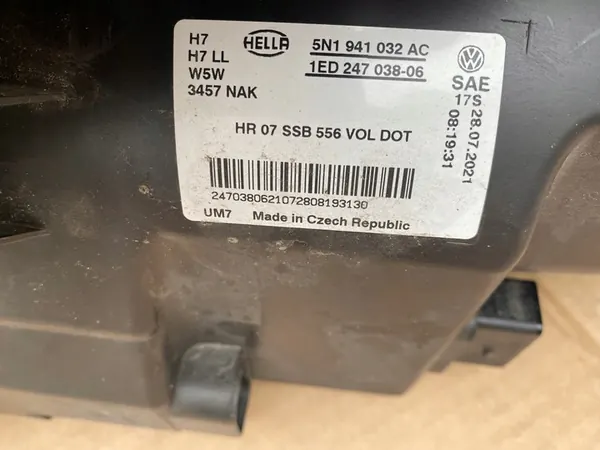 H7
H7 LL
W5W
3457 NAK
HELLA
5N1 941 032 AC
1ED 247 038-06
VW
SAE
17S 28.07.2021
08:19:31
HR 07 SSB 556 VOL DOT
2470380621072808193130
UM7 Made in Czech Republic